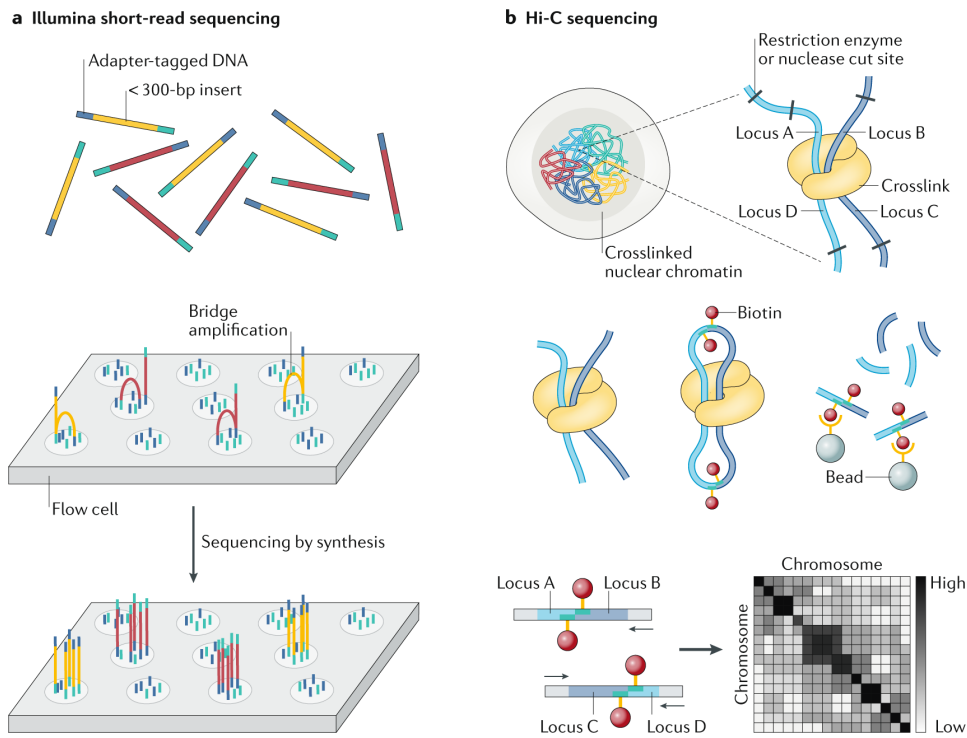 a Illumina short-read sequencing
Adapter-tagged DNA
< 300-bp insert
Bridge
amplification
Flow cell
Sequencing by synthesis
b Hi-C sequencing
Restriction enzyme
or nuclease cut site
Locus A
Locus B
Crosslink
Locus D
Locus C
Crosslinked
nuclear chromatin
Biotin
Bead
Locus A
Locus B
Locus C
Locus D
Chromosome
Chromosome
High
Low